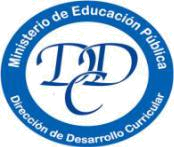 Ministerio de Educación Pública
DDC
Dirección de Desarrollo Curricular